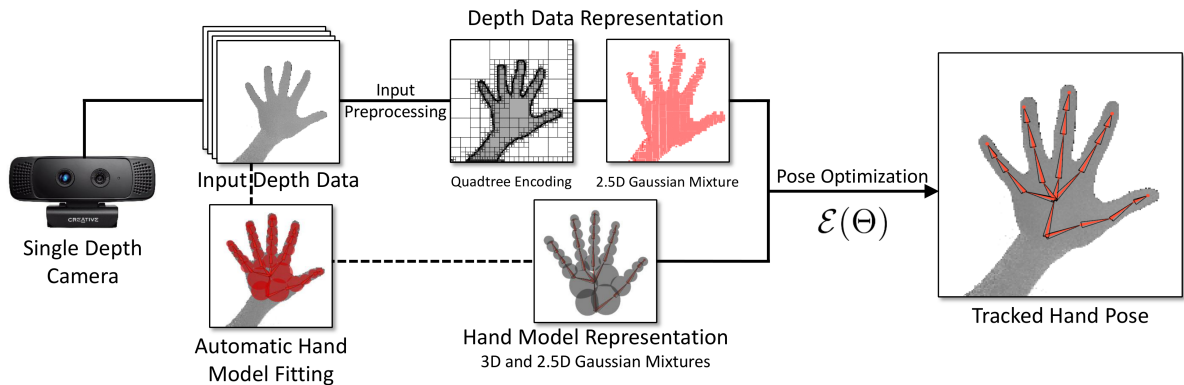 Depth Data Representation
Input
Preprocessing
Quadtree Encoding
2.5D Gaussian Mixture
Input Depth Data
CREATIVE
Single Depth
Camera
Pose Optimization
ℰ(Θ)
Automatic Hand
Model Fitting
Hand Model Representation
3D and 2.5D Gaussian Mixtures
Tracked Hand Pose